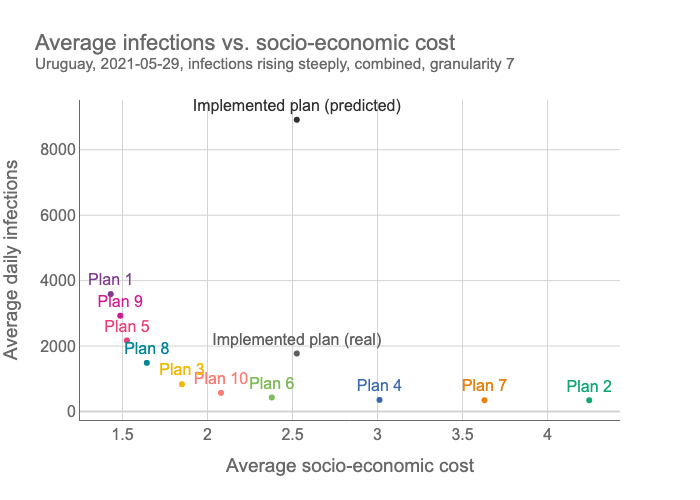 Average infections vs. socio-economic cost
Uruguay, 2021-05-29, infections rising steeply, combined, granularity 7
Implemented plan (predicted)
8000
6000
4000
2000
0
Average daily infections
Plan 1
Plan 9
Plan 5
Plan 8
Implemented plan (real)
Plan 3
Plan 10
Plan 6
Plan 4
Plan 7
Plan 2
1.5
2
2.5
3
3.5
4
Average socio-economic cost